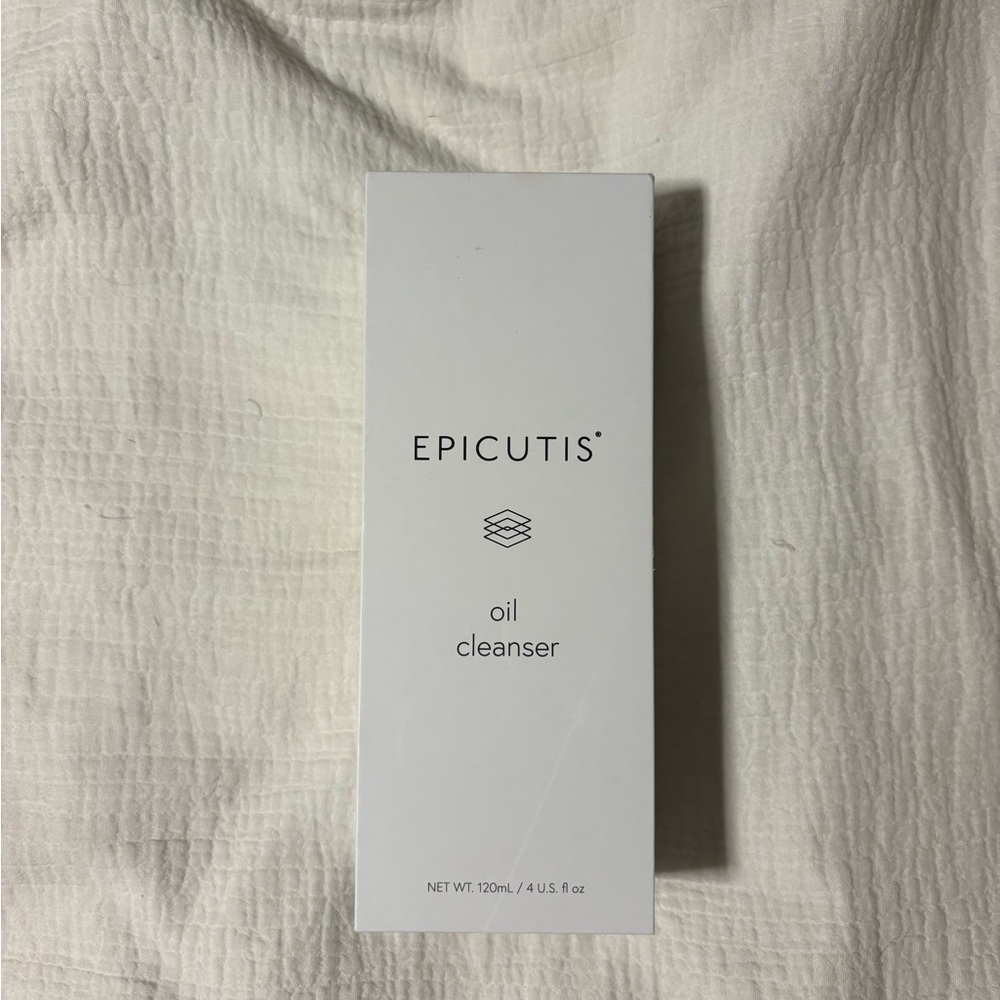 EPICUTIS®
oil
cleanser
NET WT. 120mL / 4 U.S. fl oz